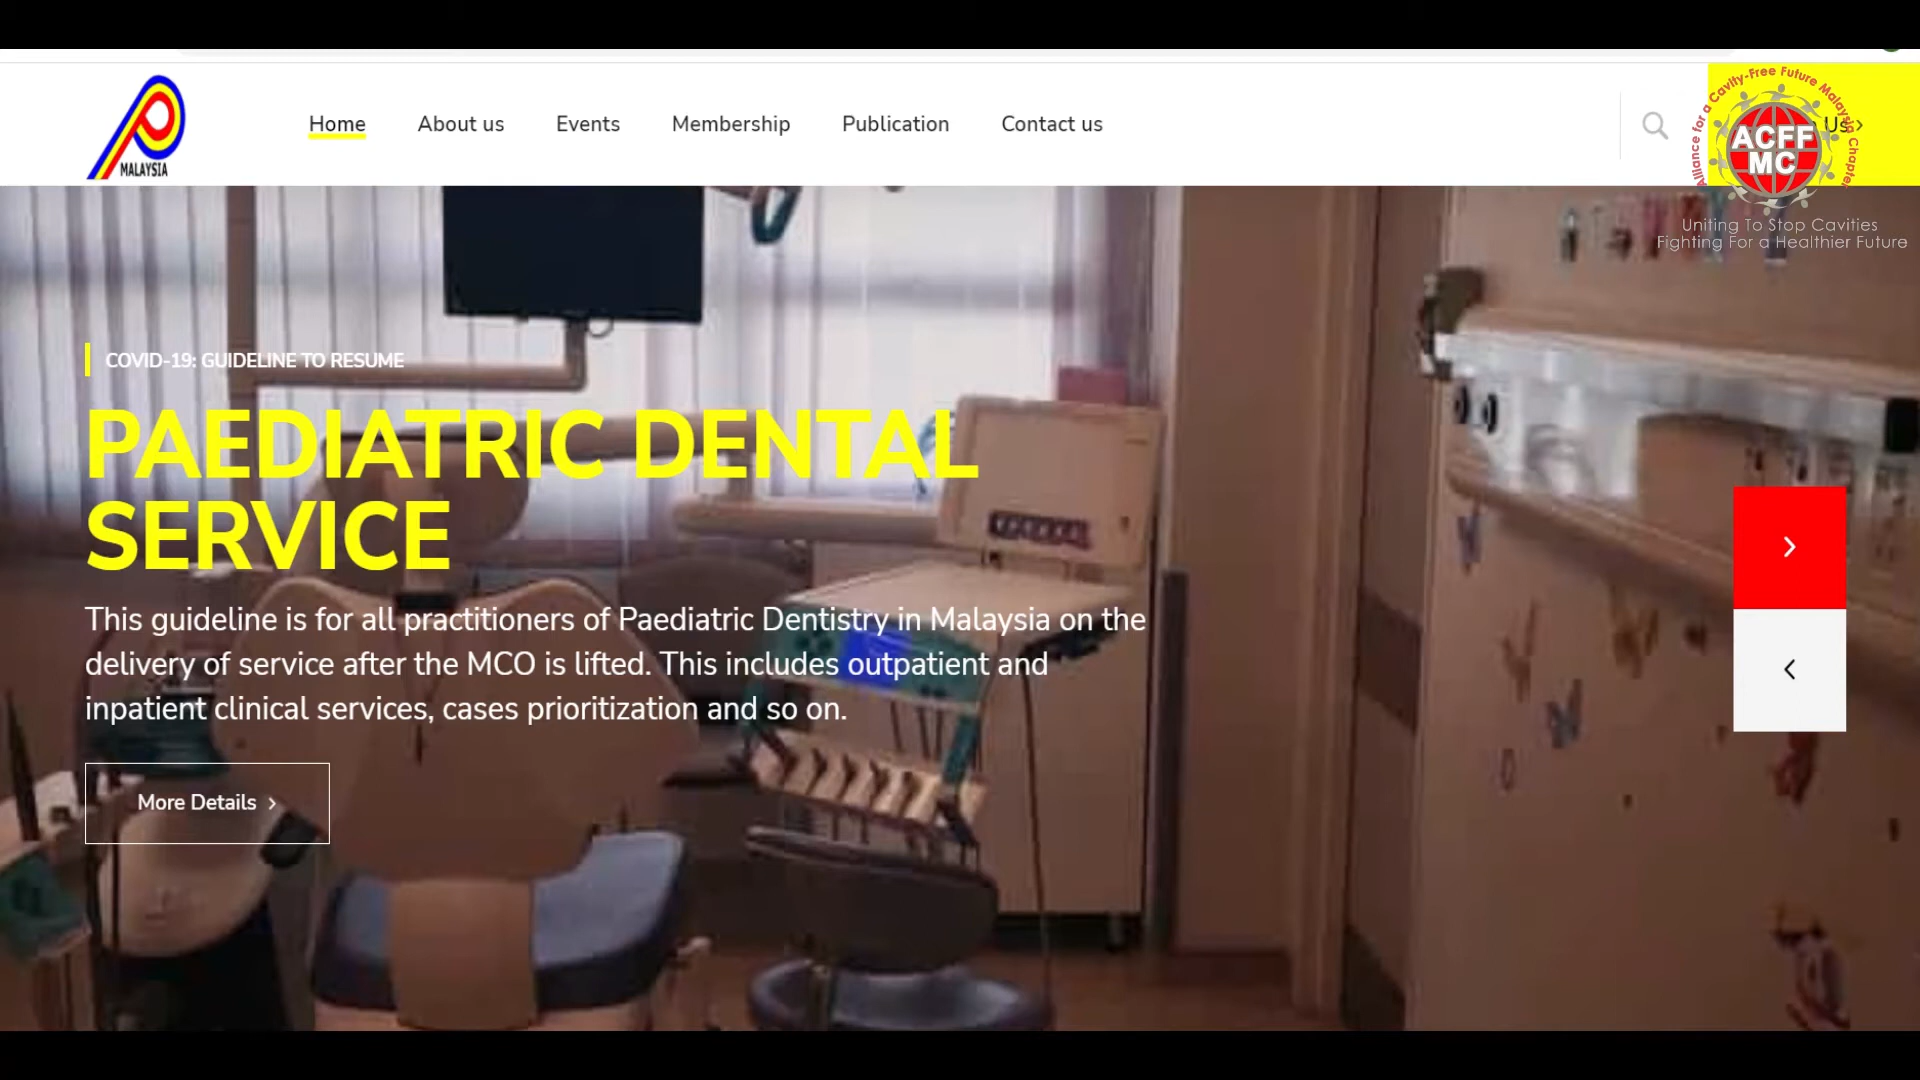 MALAYSIA
Home
About us
Events
Membership
Publication
Contact us
Us
Alliance for a Cavity-Free Future Malaysia Chapter
ACFF
MC
Uniting To Stop Cavities
Fighting For a Healthier Future
COVID-19: GUIDELINE TO RESUME
PAEDIATRIC DENTAL
SERVICE
This guideline is for all practitioners of Paediatric Dentistry in Malaysia on the
delivery of service after the MCO is lifted. This includes outpatient and
inpatient clinical services, cases prioritization and so on.
More Details